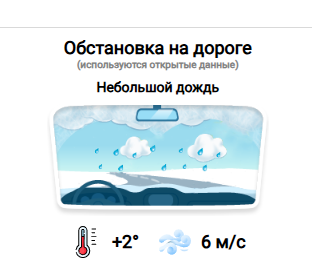 Обстановка на дороге
(используются открытые данные)
Небольшой дождь
+2° 6 м/с